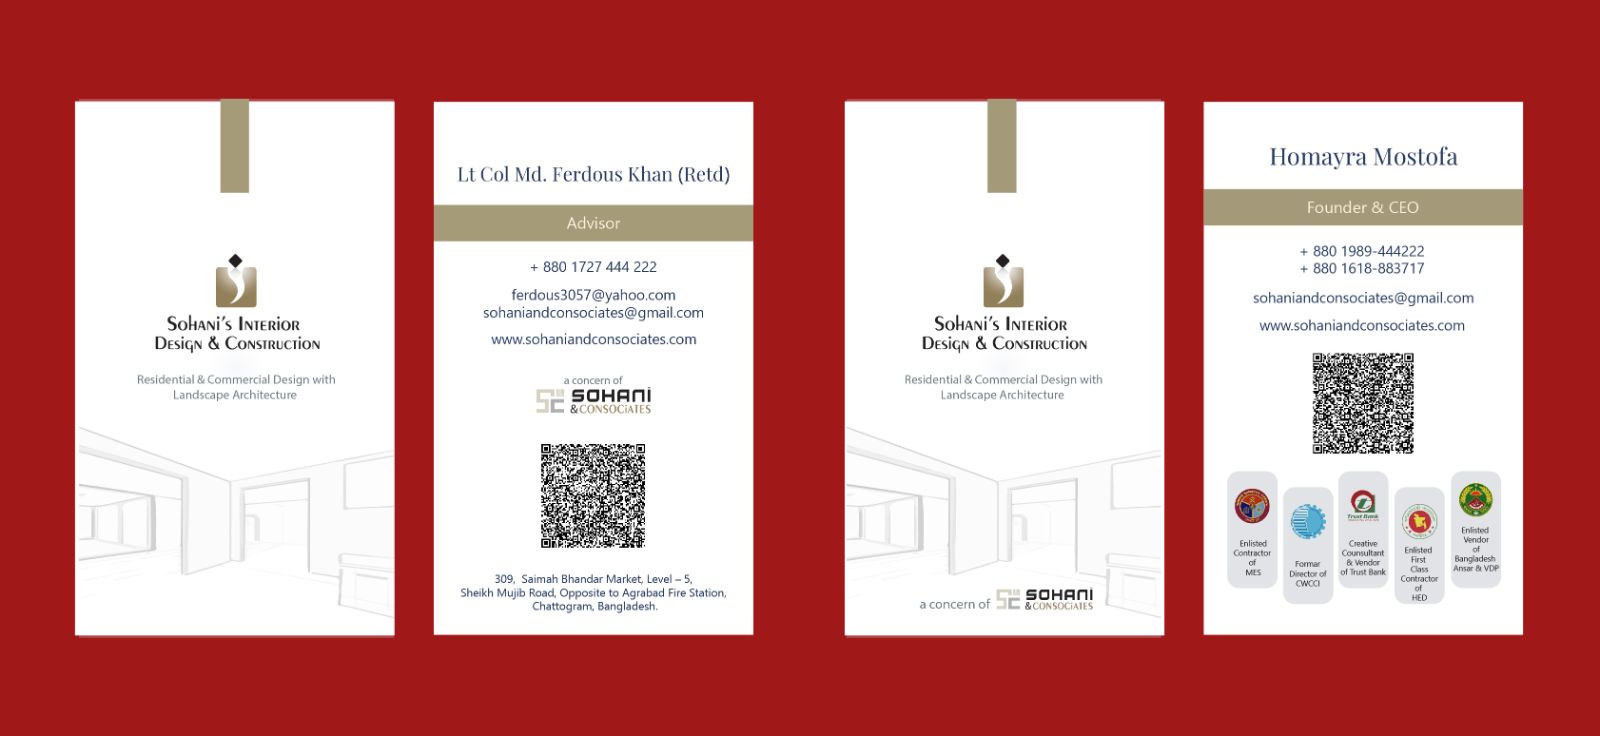 Sohani's Interior
Design & Construction
Residential & Commercial Design with
Landscape Architecture
Lt Col Md. Ferdous Khan (Retd)
Advisor
+ 880 1727 444 222
ferdous3057@yahoo.com
sohaniandconsociates@gmail.com
www.sohaniandconsociates.com
a concern of
SOHANi
&CONSOCiATES
309, Saimah Bhandar Market, Level – 5,
Sheikh Mujib Road, Opposite to Agrabad Fire Station,
Chattogram, Bangladesh.
Sohani's Interior
Design & Construction
Residential & Commercial Design with
Landscape Architecture
a concern of
SOHANi
&CONSOCiATES
Homayra Mostofa
Founder & CEO
+ 880 1989-444222
+ 880 1618-883717
sohaniandconsociates@gmail.com
www.sohaniandconsociates.com
Enlisted
Contractor
of
MES
Formar
Director of
CWCCI
Trust Bank
Creative
Counsultant
& Vendor
of Trust Bank
Enlisted
First
Class
Contractor
of
HED
Enlisted
Vendor
of
Bangladesh
Ansar & VDP